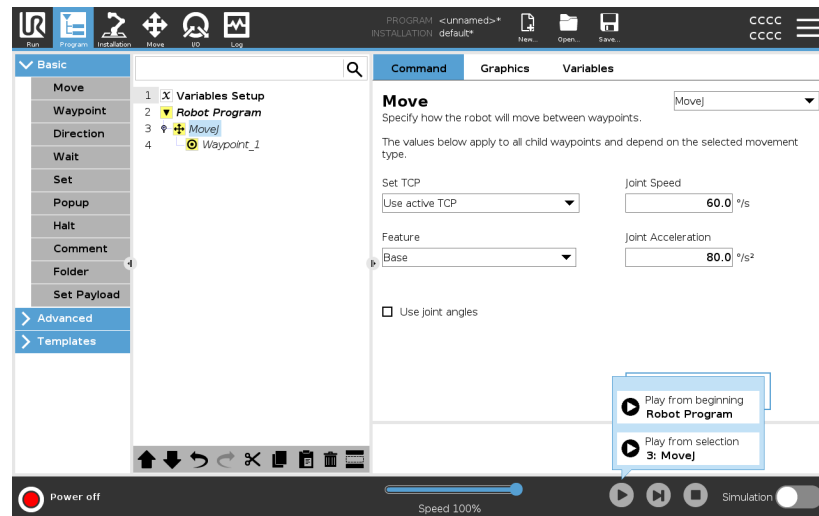 PROGRAM <unnamed>*
INSTALLATION default*
CCCC
CCCC
Run
Program
Installation
Move
I/O
Log
New...
Open...
Save...
Basic
Move
Waypoint
Direction
Wait
Set
Popup
Halt
Comment
Folder
Set Payload
Advanced
Templates
1 X Variables Setup
2 Robot Program
3 MoveJ
4 Waypoint_1
Command Graphics Variables
Move
MoveJ
Specify how the robot will move between waypoints.
The values below apply to all child waypoints and depend on the selected movement
type.
Set TCP
Use active TCP
Joint Speed
60.0 °/s
Feature
Base
Joint Acceleration
80.0 °/s²
Use joint angles
Play from beginning
Robot Program
Play from selection
3: MoveJ
Power off
Speed 100%
Simulation